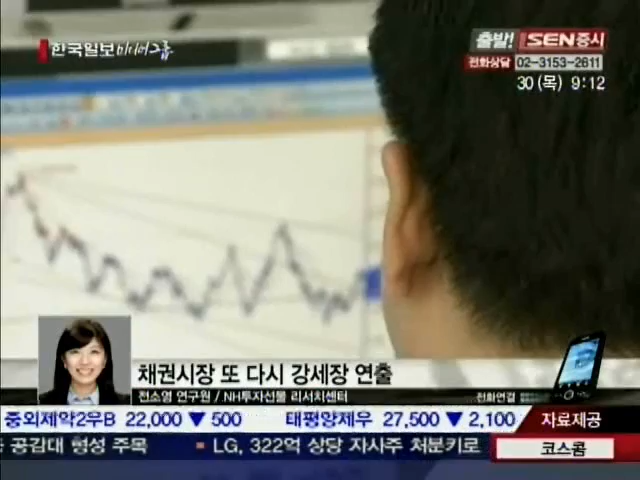 한국일보 미디어그룹
출발! SEN증시
전화상담 02-3153-2611
30(목) 9:12
채권시장 또 다시 강세장 연출
전소영 연구원 / NH투자선물 리서치센터
전화연결
중외제약2우B 22,000 ▼ 500 태평양제우 27,500 ▼ 2,100
자료제공
공감대 형성 주목 LG, 322억 상당 자사주 처분키로
코스콤